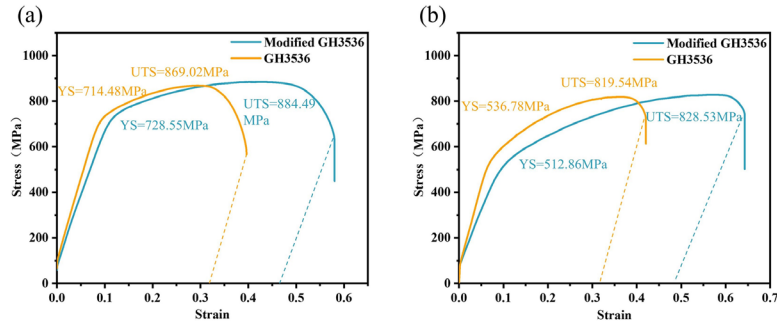 (a)
Modified GH3536
GH3536
UTS=869.02MPa
YS=714.48MPa
UTS=884.49
MPa
YS=728.55MPa
1000
800
600
400
200
0
0.0 0.1 0.2 0.3 0.4 0.5 0.6
Stress（MPa）
Strain
(b)
Modified GH3536
GH3536
UTS=819.54MPa
YS=536.78MPa
UTS=828.53MPa
YS=512.86MPa
1000
800
600
400
200
0
0.0 0.1 0.2 0.3 0.4 0.5 0.6 0.7
Stress（MPa）
Strain